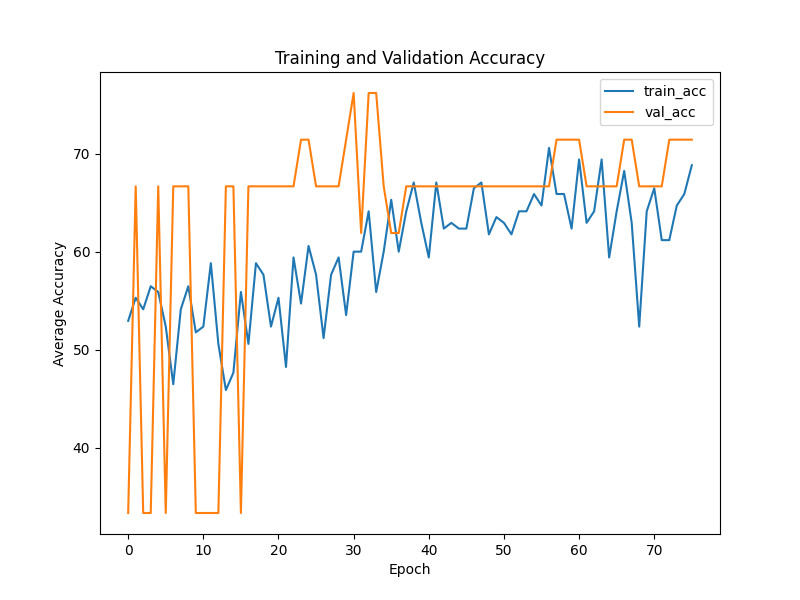 Training and Validation Accuracy
train_acc
val_acc
Average Accuracy
70
60
50
40
0 10 20 30 40 50 60 70
Epoch